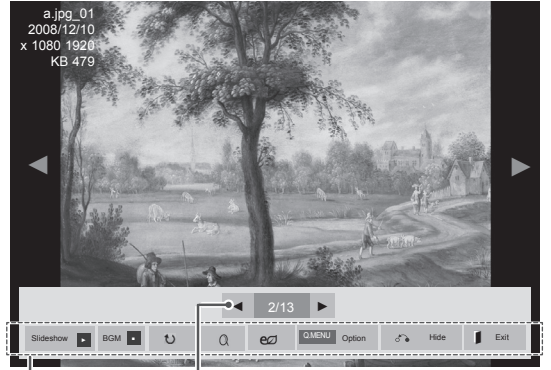 a.jpg_01
2008/12/10
x 1080 1920
KB 479
2/13
Slideshow BGM Q.MENU Option Hide Exit